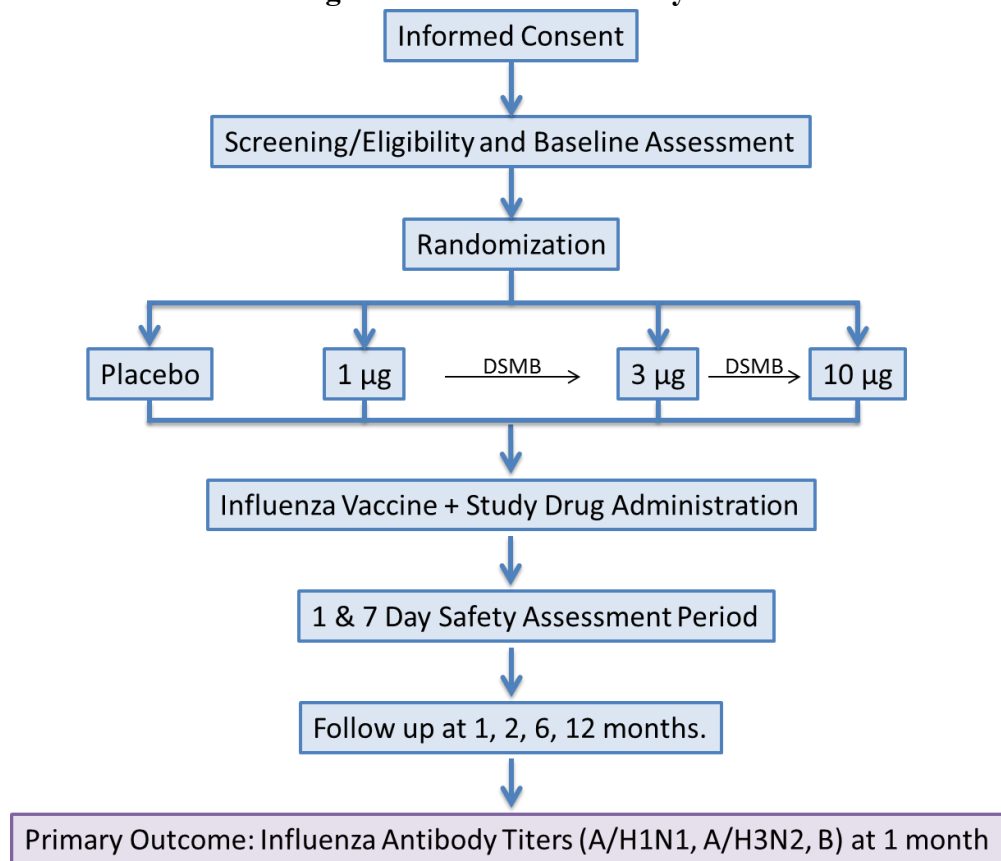 Informed Consent
Screening/Eligibility and Baseline Assessment
Randomization
Placebo
1 µg
DSMB
3 µg
DSMB
10 µg
Influenza Vaccine + Study Drug Administration
1 & 7 Day Safety Assessment Period
Follow up at 1, 2, 6, 12 months.
Primary Outcome: Influenza Antibody Titers (A/H1N1, A/H3N2, B) at 1 month